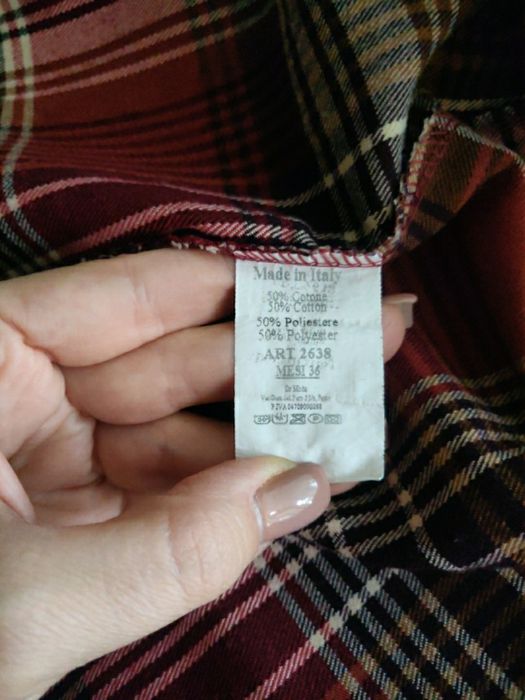 Made in Italy
50% Cotone
50% Cotton
50% Poliestere
50% Polyester
ART 2638
MESI 36